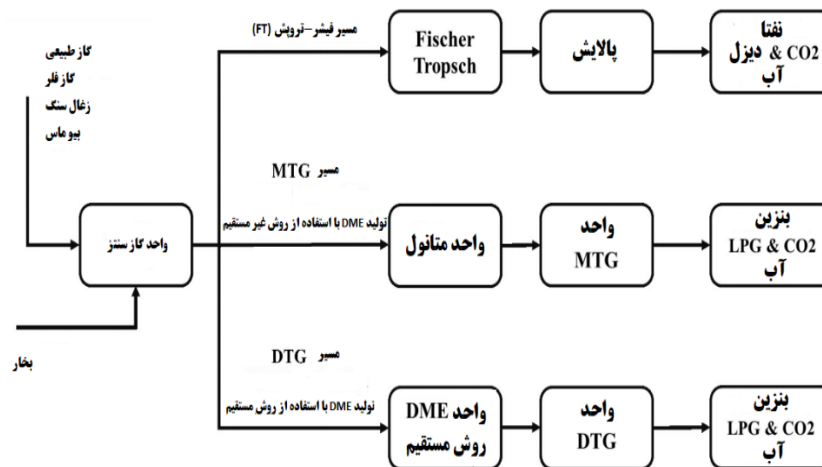 گاز طبیعی
گاز فلر
زغال سنگ
بیو ماس
بخار
واحد گاز سنتز
مسیر فیشر-تروپش (FT)
Fischer
Tropsch
پالایش
نفتا
دیزل & CO2
آب
مسیر MTG
تولید DME با استفاده از روش غیر مستقیم
واحد متانول
واحد
MTG
بنزین
LPG & CO2
آب
مسیر DTG
تولید DME با استفاده از روش مستقیم
واحد DME
روش مستقیم
واحد
DTG
بنزین
LPG & CO2
آب